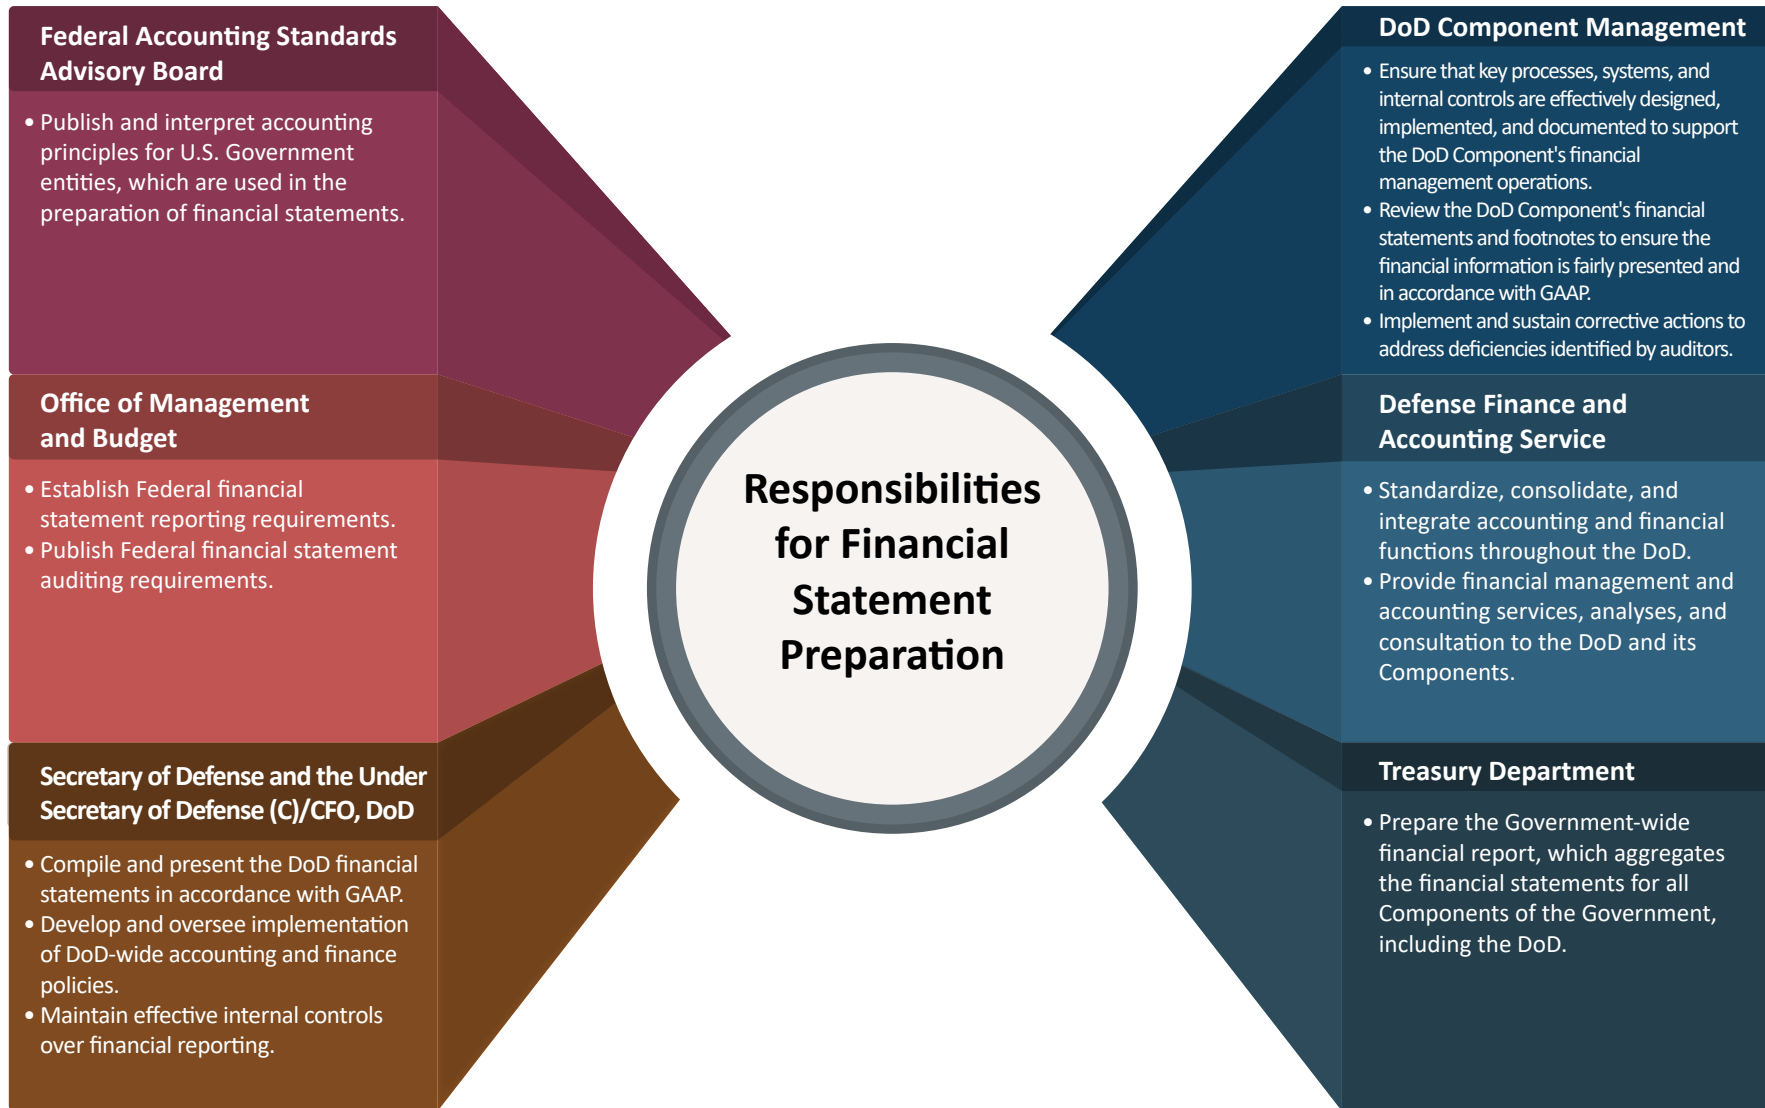 Federal Accounting Standards
Advisory Board
• Publish and interpret accounting
principles for U.S. Government
entities, which are used in the
preparation of financial statements.
Office of Management
and Budget
• Establish Federal financial
statement reporting requirements.
• Publish Federal financial statement
auditing requirements.
Secretary of Defense and the Under
Secretary of Defense (C)/CFO, DoD
• Compile and present the DoD financial
statements in accordance with GAAP.
• Develop and oversee implementation
of DoD-wide accounting and finance
policies.
• Maintain effective internal controls
over financial reporting.
Responsibilities
for Financial
Statement
Preparation
DoD Component Management
• Ensure that key processes, systems, and
internal controls are effectively designed,
implemented, and documented to support
the DoD Component's financial
management operations.
• Review the DoD Component's financial
statements and footnotes to ensure the
financial information is fairly presented and
in accordance with GAAP.
• Implement and sustain corrective actions to
address deficiencies identified by auditors.
Defense Finance and
Accounting Service
• Standardize, consolidate, and
integrate accounting and financial
functions throughout the DoD.
• Provide financial management and
accounting services, analyses, and
consultation to the DoD and its
Components.
Treasury Department
• Prepare the Government-wide
financial report, which aggregates
the financial statements for all
Components of the Government,
including the DoD.